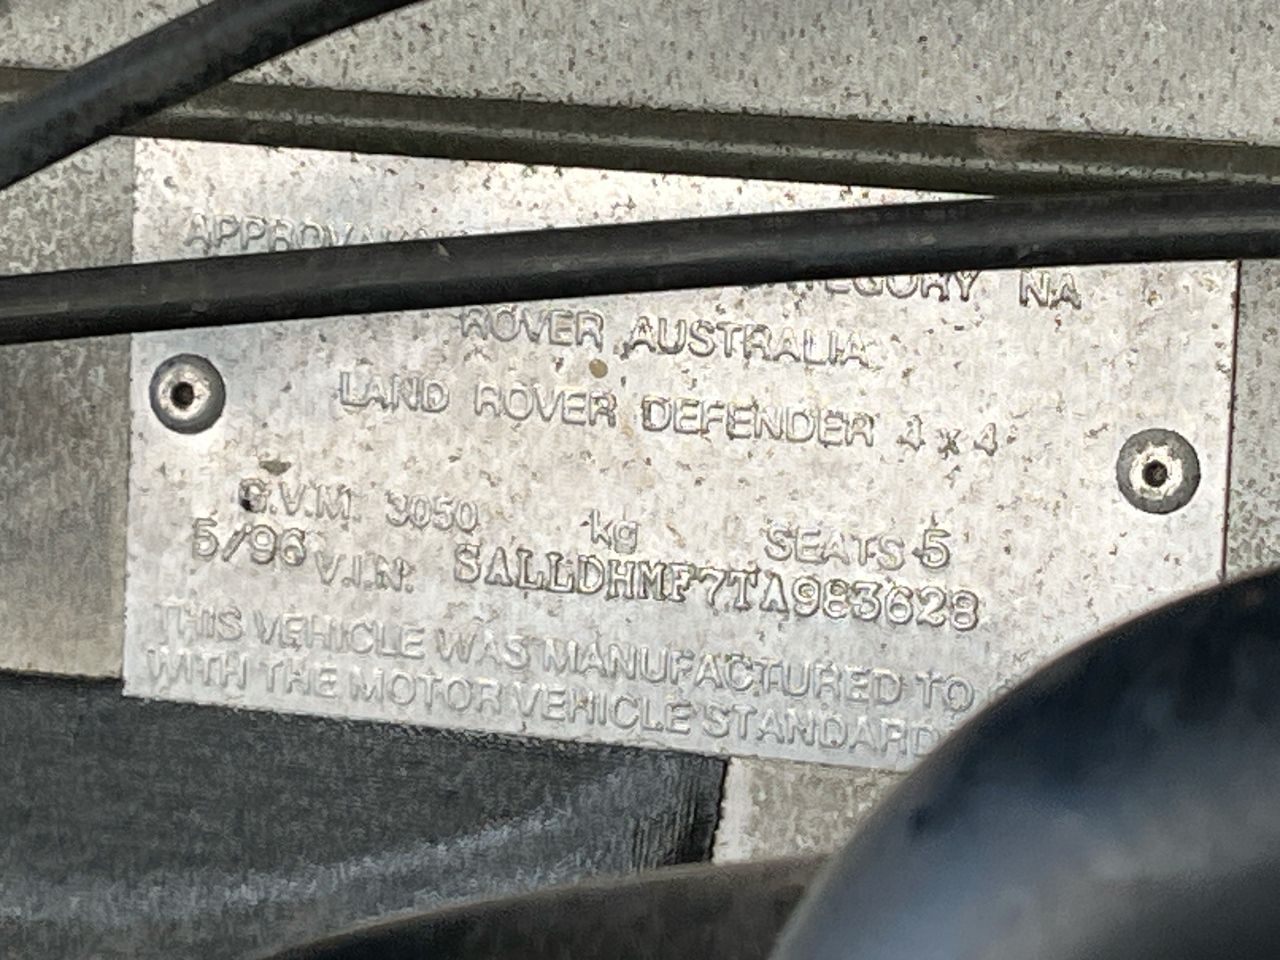 ROVER AUSTRALIA
LAND ROVER DEFENDER 4 x 4
G.V.M. 3050 kg SEATS 5
5/96 V.I.N. SALLDHMF7TA983628
THIS VEHICLE WAS MANUFACTURED TO
WITH THE MOTOR VEHICLE STANDARD